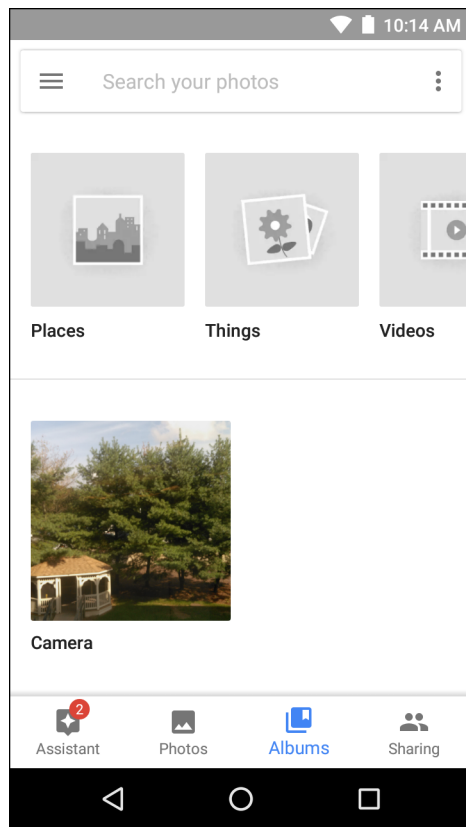 10:14 AM
Search your photos
Places Things Videos
Camera
2
Assistant Photos Albums Sharing